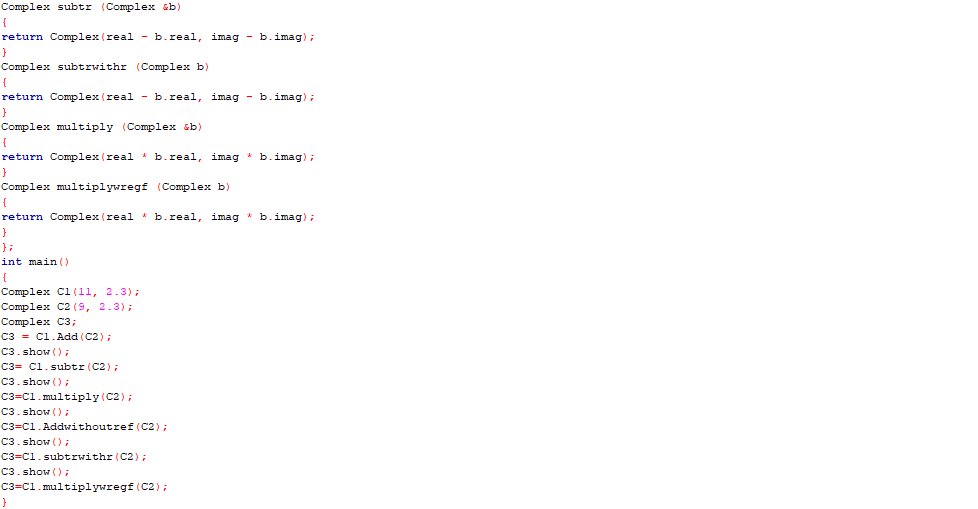 Complex subtr (Complex &b)
{
return Complex(real - b.real, imag - b.imag);
}
Complex subtrwithr (Complex b)
{
return Complex(real - b.real, imag - b.imag);
}
Complex multiply (Complex &b)
{
return Complex(real * b.real, imag * b.imag);
}
Complex multiplywregf (Complex b)
{
return Complex(real * b.real, imag * b.imag);
}
};
int main()
{
Complex C1(11, 2.3);
Complex C2(9, 2.3);
Complex C3;
C3 = C1.Add(C2);
C3.show();
C3= C1.subtr(C2);
C3.show();
C3=C1.multiply(C2);
C3.show();
C3=C1.Addwithoutref(C2);
C3.show();
C3=C1.subtrwithr(C2);
C3.show();
C3=C1.multiplywregf(C2);
}